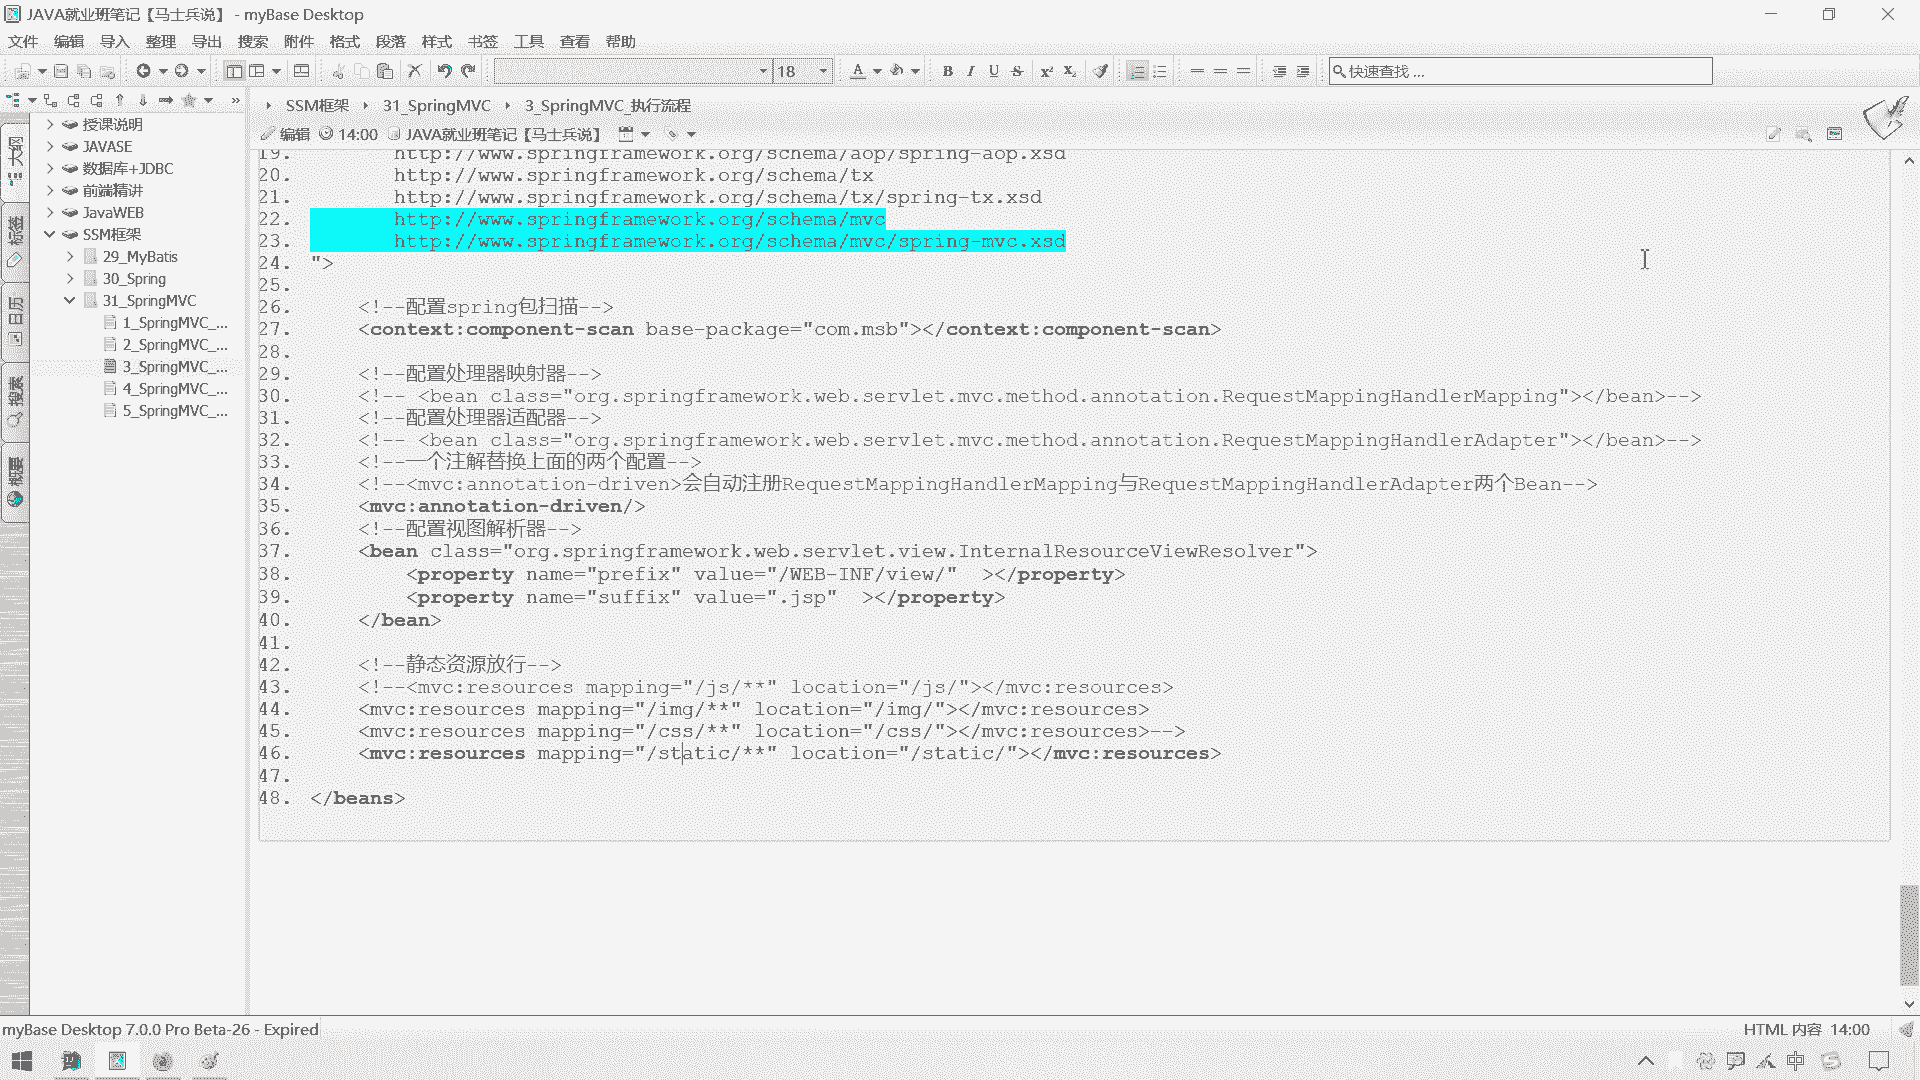 JAVA就业班笔记【马士兵说】 - myBase Desktop
文件 编辑 导入 整理 导出 搜索 附件 格式 段落 样式 书签 工具 查看 帮助
18
快速查找 ...
SSM框架 31_SpringMVC 3_SpringMVC_执行流程
编辑 14:00 JAVA就业班笔记【马士兵说】
大纲
标签
日历
搜索
概要
授课说明
JAVASE
数据库+JDBC
前端精讲
JavaWEB
SSM框架
29_MyBatis
30_Spring
31_SpringMVC
1_SpringMVC_...
2_SpringMVC_...
3_SpringMVC_...
4_SpringMVC_...
5_SpringMVC_...
19. http://www.springframework.org/schema/aop/spring-aop.xsd
20. http://www.springframework.org/schema/tx
21. http://www.springframework.org/schema/tx/spring-tx.xsd
22. http://www.springframework.org/schema/mvc
23. http://www.springframework.org/schema/mvc/spring-mvc.xsd
24. ">
25.
26. <!--配置spring包扫描-->
27. <context:component-scan base-package="com.msb"></context:component-scan>
28.
29. <!--配置处理器映射器-->
30. <!-- <bean class="org.springframework.web.servlet.mvc.method.annotation.RequestMappingHandlerMapping"></bean>-->
31. <!--配置处理器适配器-->
32. <!-- <bean class="org.springframework.web.servlet.mvc.method.annotation.RequestMappingHandlerAdapter"></bean>-->
33. <!--一个注解替换上面的两个配置-->
34. <!--<mvc:annotation-driven>会自动注册RequestMappingHandlerMapping与RequestMappingHandlerAdapter两个Bean-->
35. <mvc:annotation-driven/>
36. <!--配置视图解析器-->
37. <bean class="org.springframework.web.servlet.view.InternalResourceViewResolver">
38. <property name="prefix" value="/WEB-INF/view/" ></property>
39. <property name="suffix" value=".jsp" ></property>
40. </bean>
41.
42. <!--静态资源放行-->
43. <!--<mvc:resources mapping="/js/**" location="/js/"></mvc:resources>
44. <mvc:resources mapping="/img/**" location="/img/"></mvc:resources>
45. <mvc:resources mapping="/css/**" location="/css/"></mvc:resources>-->
46. <mvc:resources mapping="/static/**" location="/static/"></mvc:resources>
47.
48. </beans>
myBase Desktop 7.0.0 Pro Beta-26 - Expired
HTML 内容 14:00
中